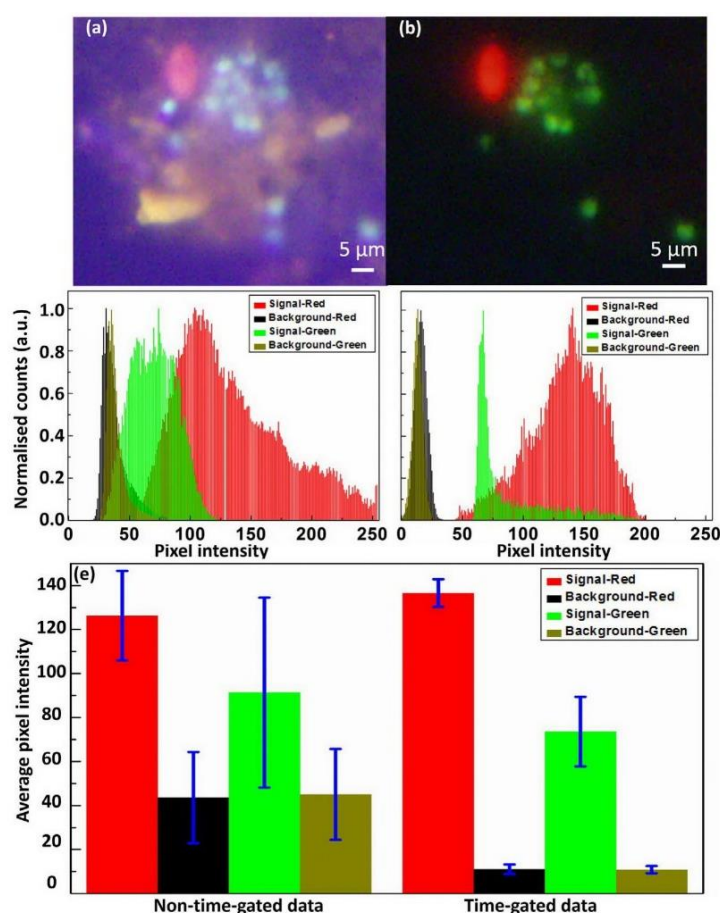 (a)
5 µm
(b)
5 µm
Normalised counts (a.u.)
1.0
0.8
0.6
0.4
0.2
0.0
Signal-Red
Background-Red
Signal-Green
Background-Green
0
50
100
150
200
250
Pixel intensity
Signal-Red
Background-Red
Signal-Green
Background-Green
0
50
100
150
200
250
Pixel intensity
(e)
Average pixel intensity
140
120
100
80
60
40
20
0
Signal-Red
Background-Red
Signal-Green
Background-Green
Non-time-gated data
Time-gated data